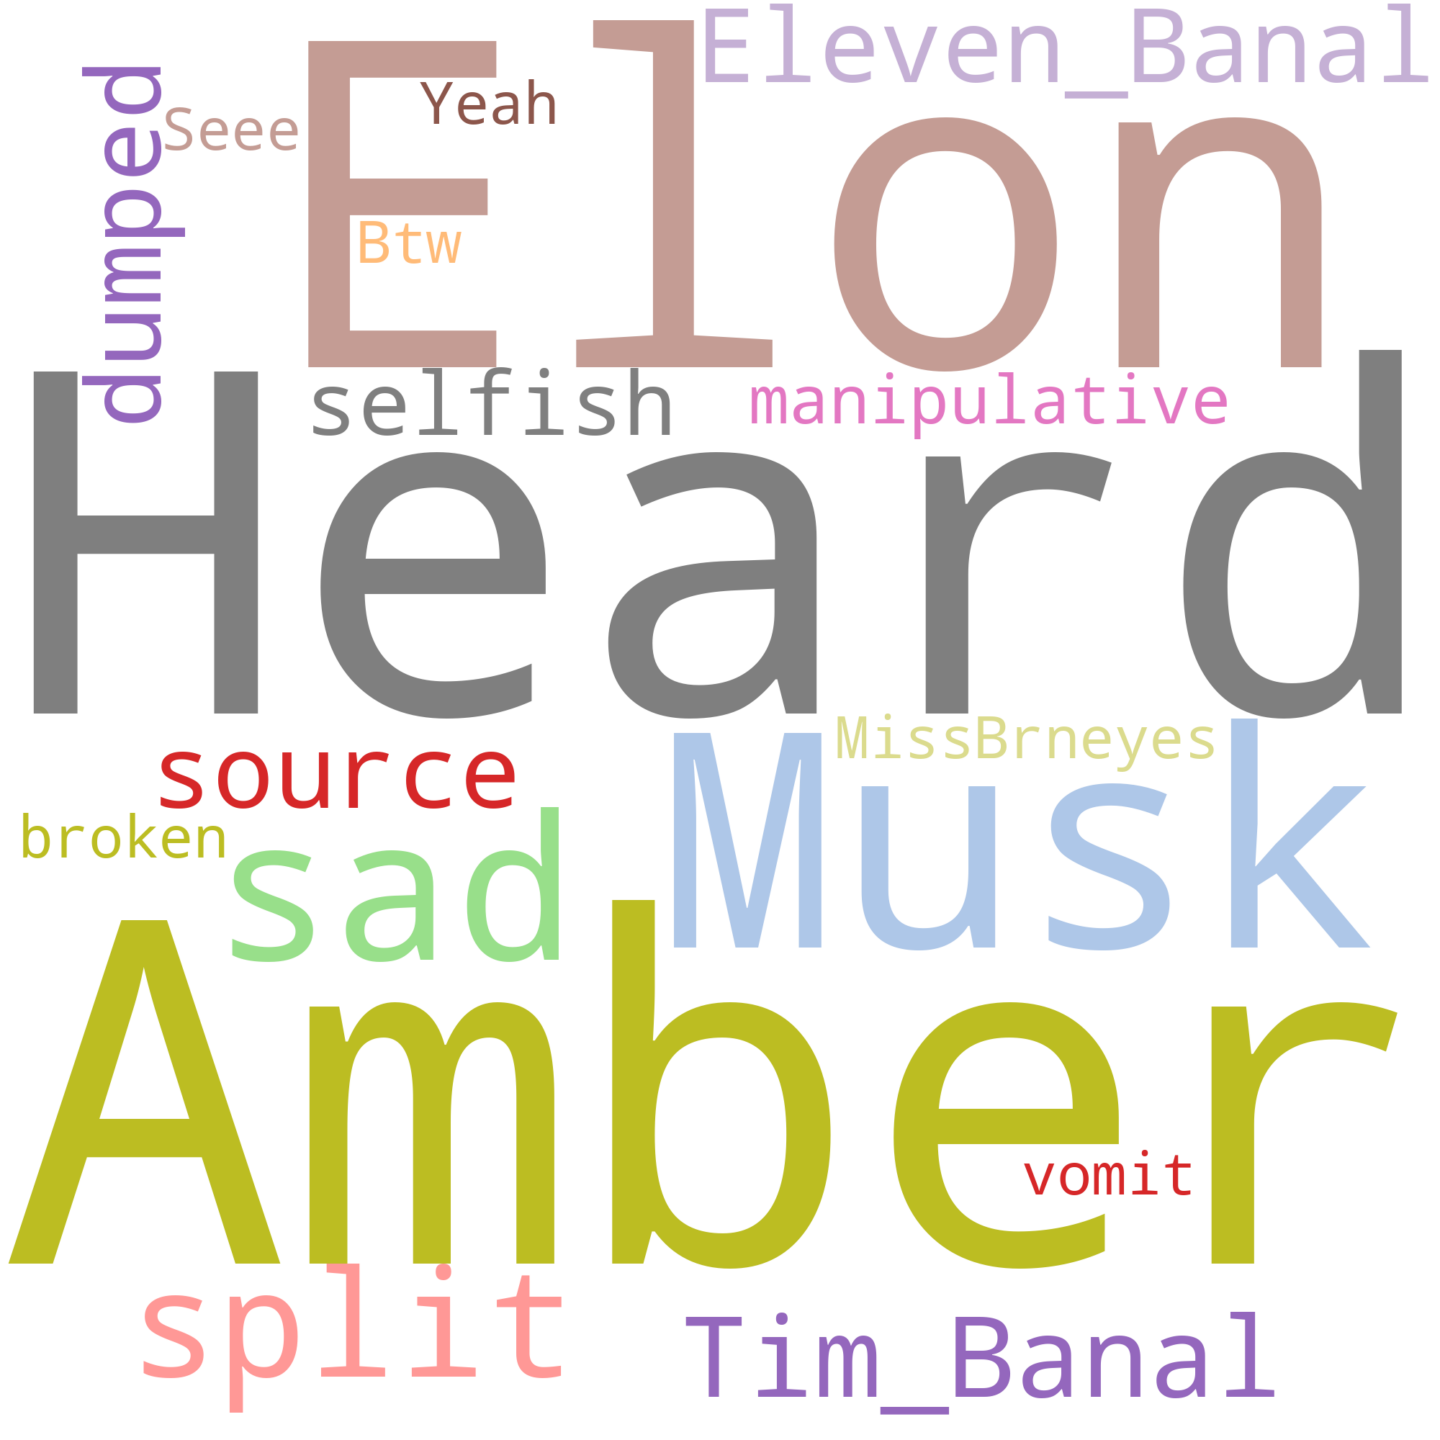 Eleven_Banal
Elon
Yeah
dumped
Seee
Btw
selfish
manipulative
Heard
MissBrneyes
source
Musk
broken
sad
Amber
vomit
split
Tim_Banal